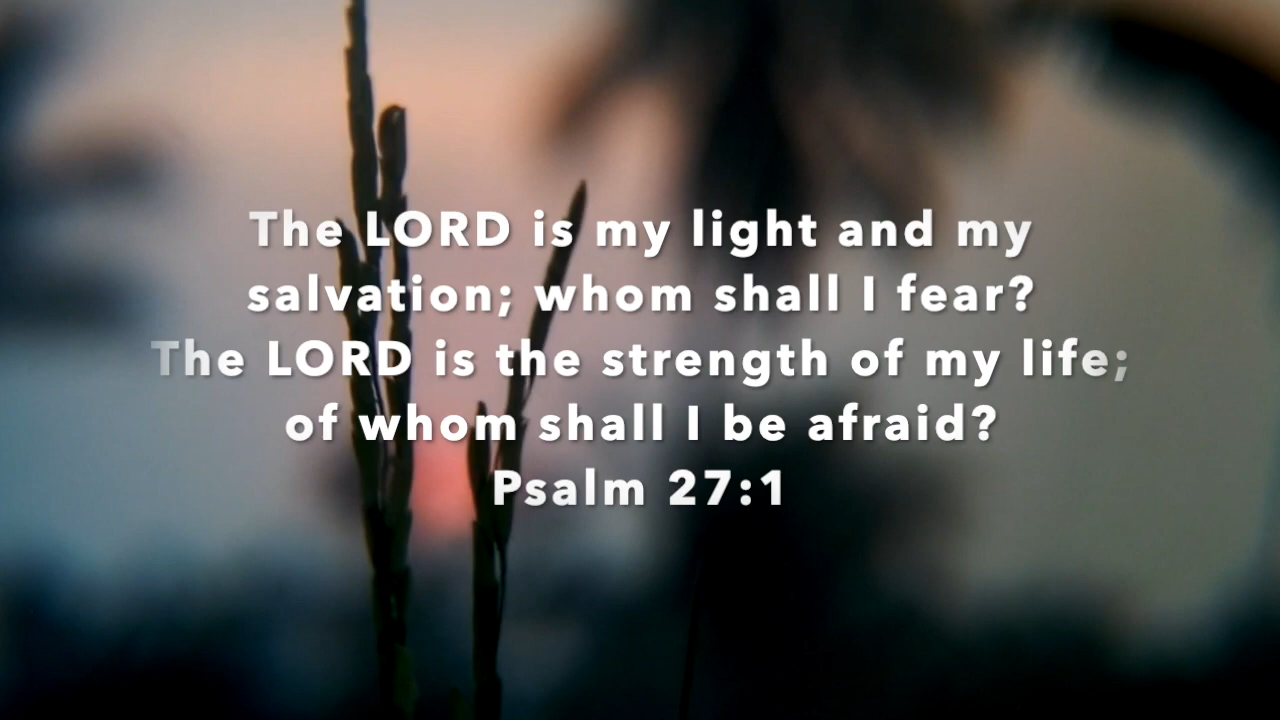 The LORD is my light and my
salvation; whom shall I fear?
The LORD is the strength of my life;
of whom shall I be afraid?
Psalm 27:1